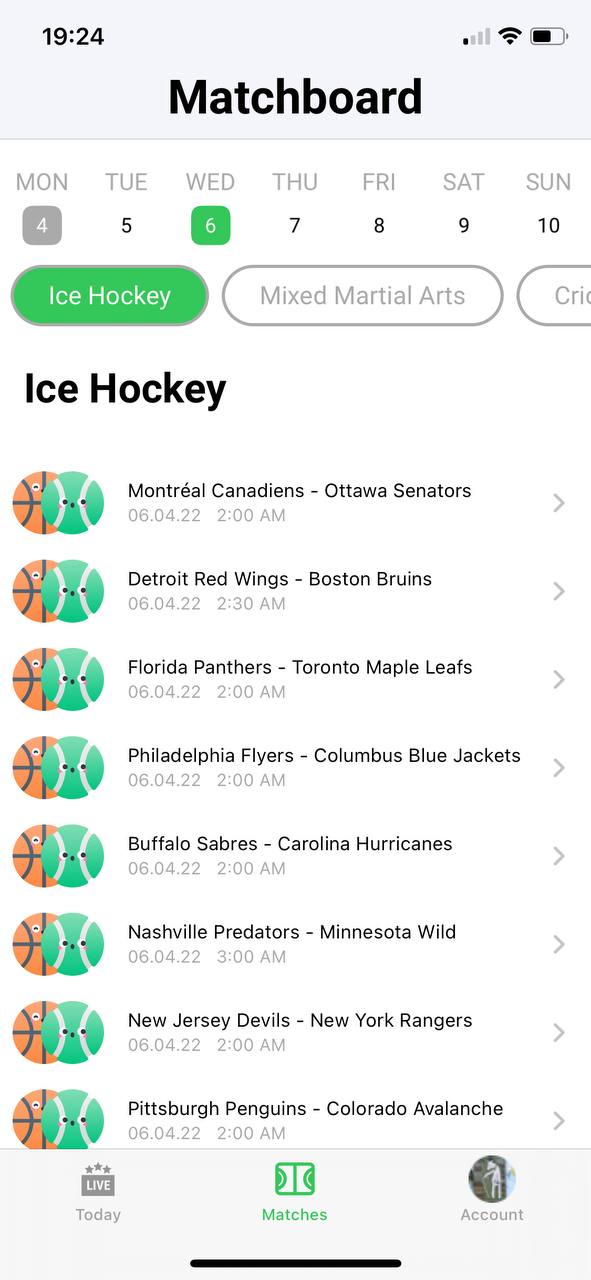 19:24
Matchboard
MON TUE WED THU FRI SAT SUN
4 5 6 7 8 9 10
Ice Hockey Mixed Martial Arts Cric
Ice Hockey
Montréal Canadiens - Ottawa Senators
06.04.22 2:00 AM
Detroit Red Wings - Boston Bruins
06.04.22 2:30 AM
Florida Panthers - Toronto Maple Leafs
06.04.22 2:00 AM
Philadelphia Flyers - Columbus Blue Jackets
06.04.22 2:00 AM
Buffalo Sabres - Carolina Hurricanes
06.04.22 2:00 AM
Nashville Predators - Minnesota Wild
06.04.22 3:00 AM
New Jersey Devils - New York Rangers
06.04.22 2:00 AM
Pittsburgh Penguins - Colorado Avalanche
06.04.22 2:00 AM
LIVE
Today Matches Account